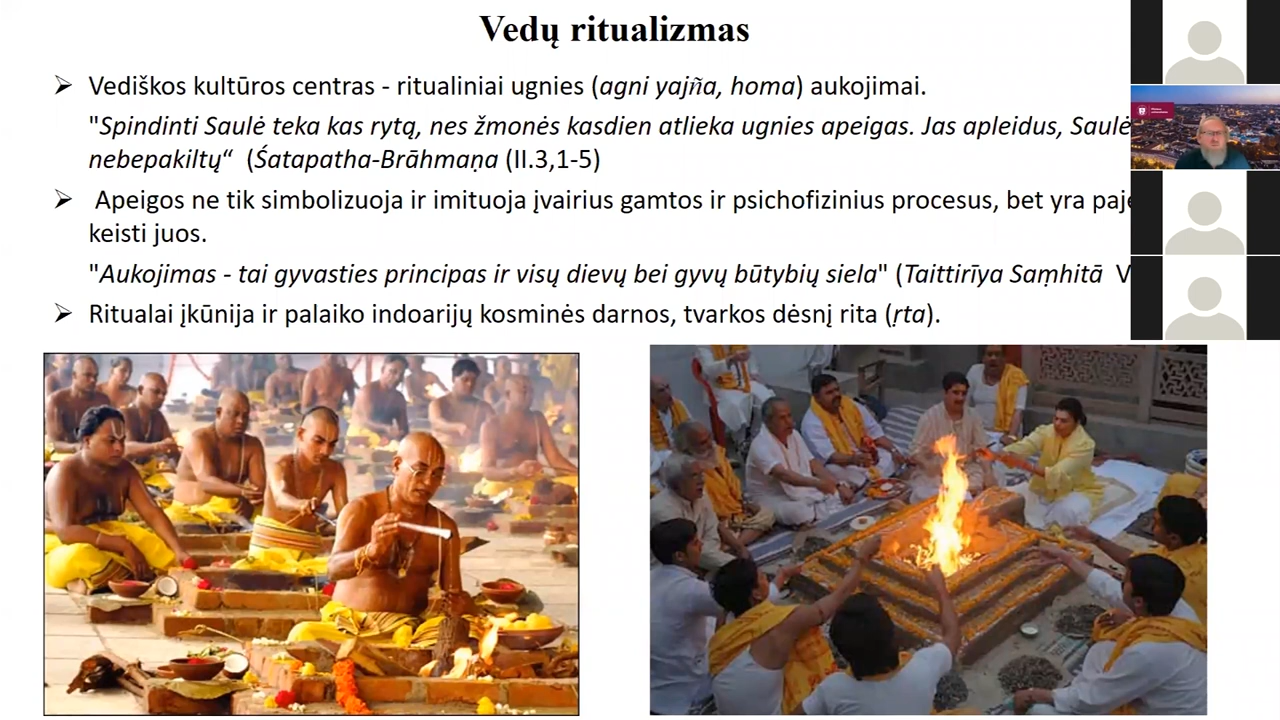 Vedų ritualizmas
Vediškos kultūros centras - ritualiniai ugnies (agni yajña, homa) aukojimai.
"Spindinti Saulė teka kas rytą, nes žmonės kasdien atlieka ugnies apeigas. Jas apleidus, Saulė
nebepakiltų“ (Śatapatha-Brāhmaṇa (II.3,1-5)
Apeigos ne tik simbolizuoja ir imituoja įvairius gamtos ir psichofizinius procesus, bet yra
keisti juos.
"Aukojimas - tai gyvasties principas ir visų dievų bei gyvų būtybių siela" (Taittirīya Saṃhitā
Ritualai įkūnija ir palaiko indoarijų kosminės darnos, tvarkos dėsnį rita (ṛta).